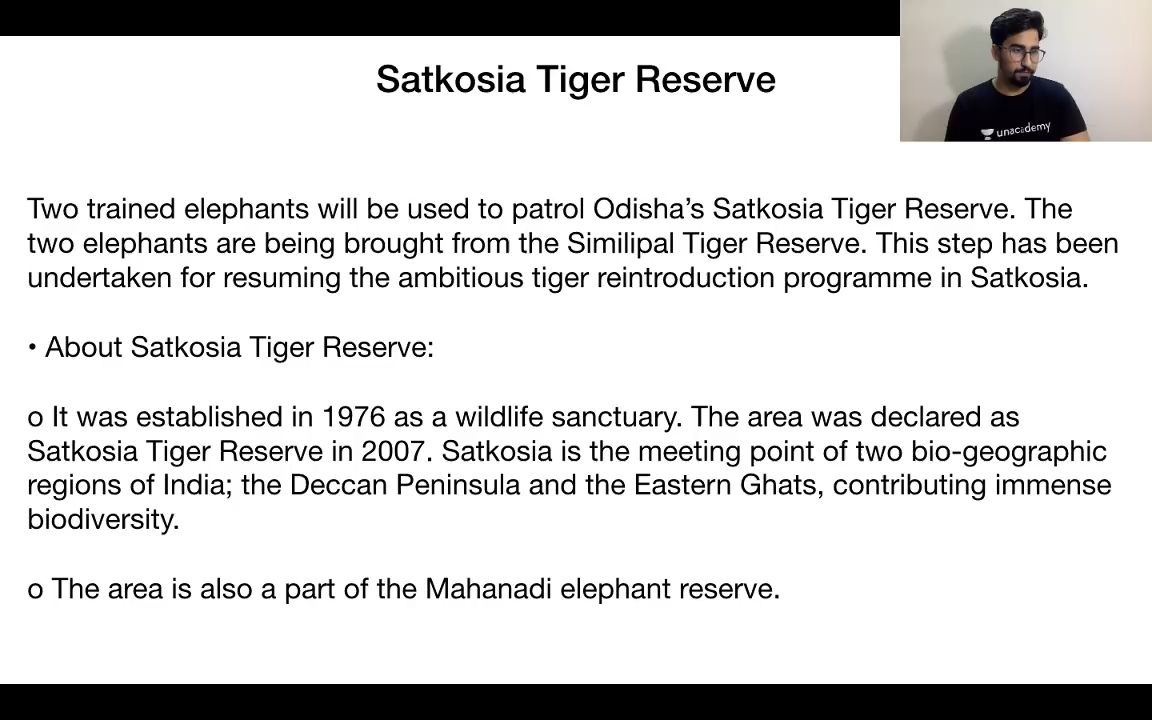 Satkosia Tiger Reserve
unacademy
Two trained elephants will be used to patrol Odisha’s Satkosia Tiger Reserve. The
two elephants are being brought from the Similipal Tiger Reserve. This step has been
undertaken for resuming the ambitious tiger reintroduction programme in Satkosia.
• About Satkosia Tiger Reserve:
o It was established in 1976 as a wildlife sanctuary. The area was declared as
Satkosia Tiger Reserve in 2007. Satkosia is the meeting point of two bio-geographic
regions of India; the Deccan Peninsula and the Eastern Ghats, contributing immense
biodiversity.
o The area is also a part of the Mahanadi elephant reserve.